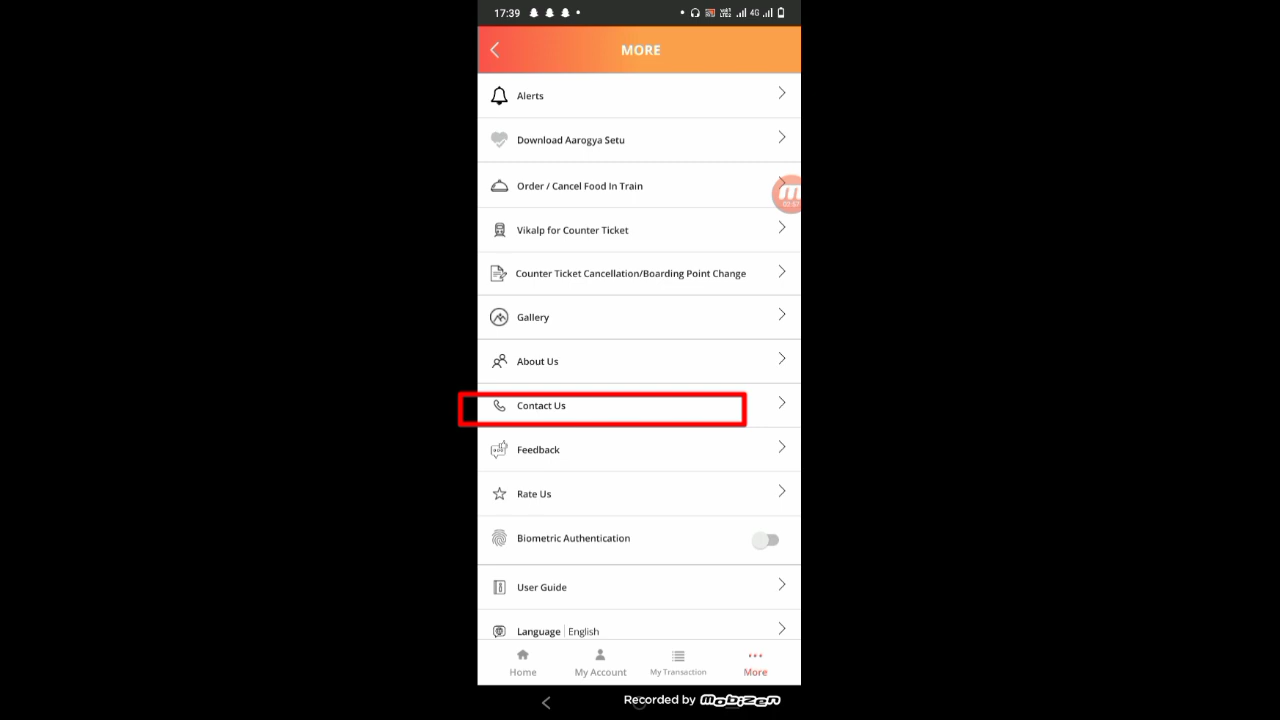 17:39
4G
MORE
Alerts
Download Aarogya Setu
Order / Cancel Food In Train
Vikalp for Counter Ticket
Counter Ticket Cancellation/Boarding Point Change
Gallery
About Us
Contact Us
Feedback
Rate Us
Biometric Authentication
User Guide
Language | English
Home
My Account
My Transaction
More
Recorded by Mobizen